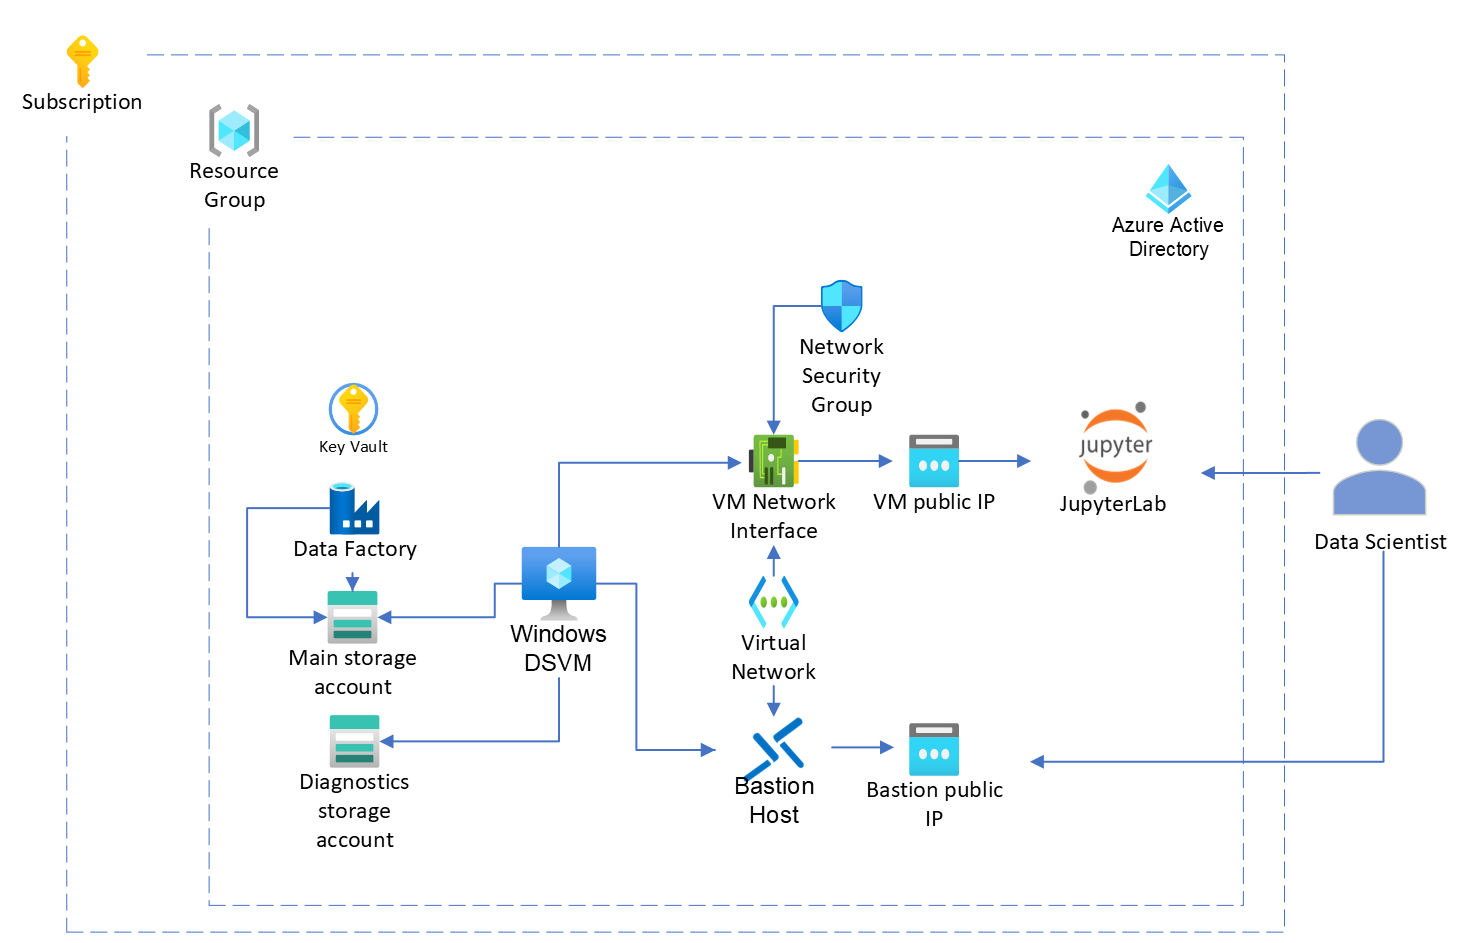 Subscription
Resource
Group
Azure Active
Directory
Network
Security
Group
Key Vault
jupyter
VM Network
Interface
VM public IP
JupyterLab
Data Scientist
Data Factory
Windows
DSVM
Virtual
Network
Main storage
account
Diagnostics
storage
account
Bastion
Host
Bastion public
IP